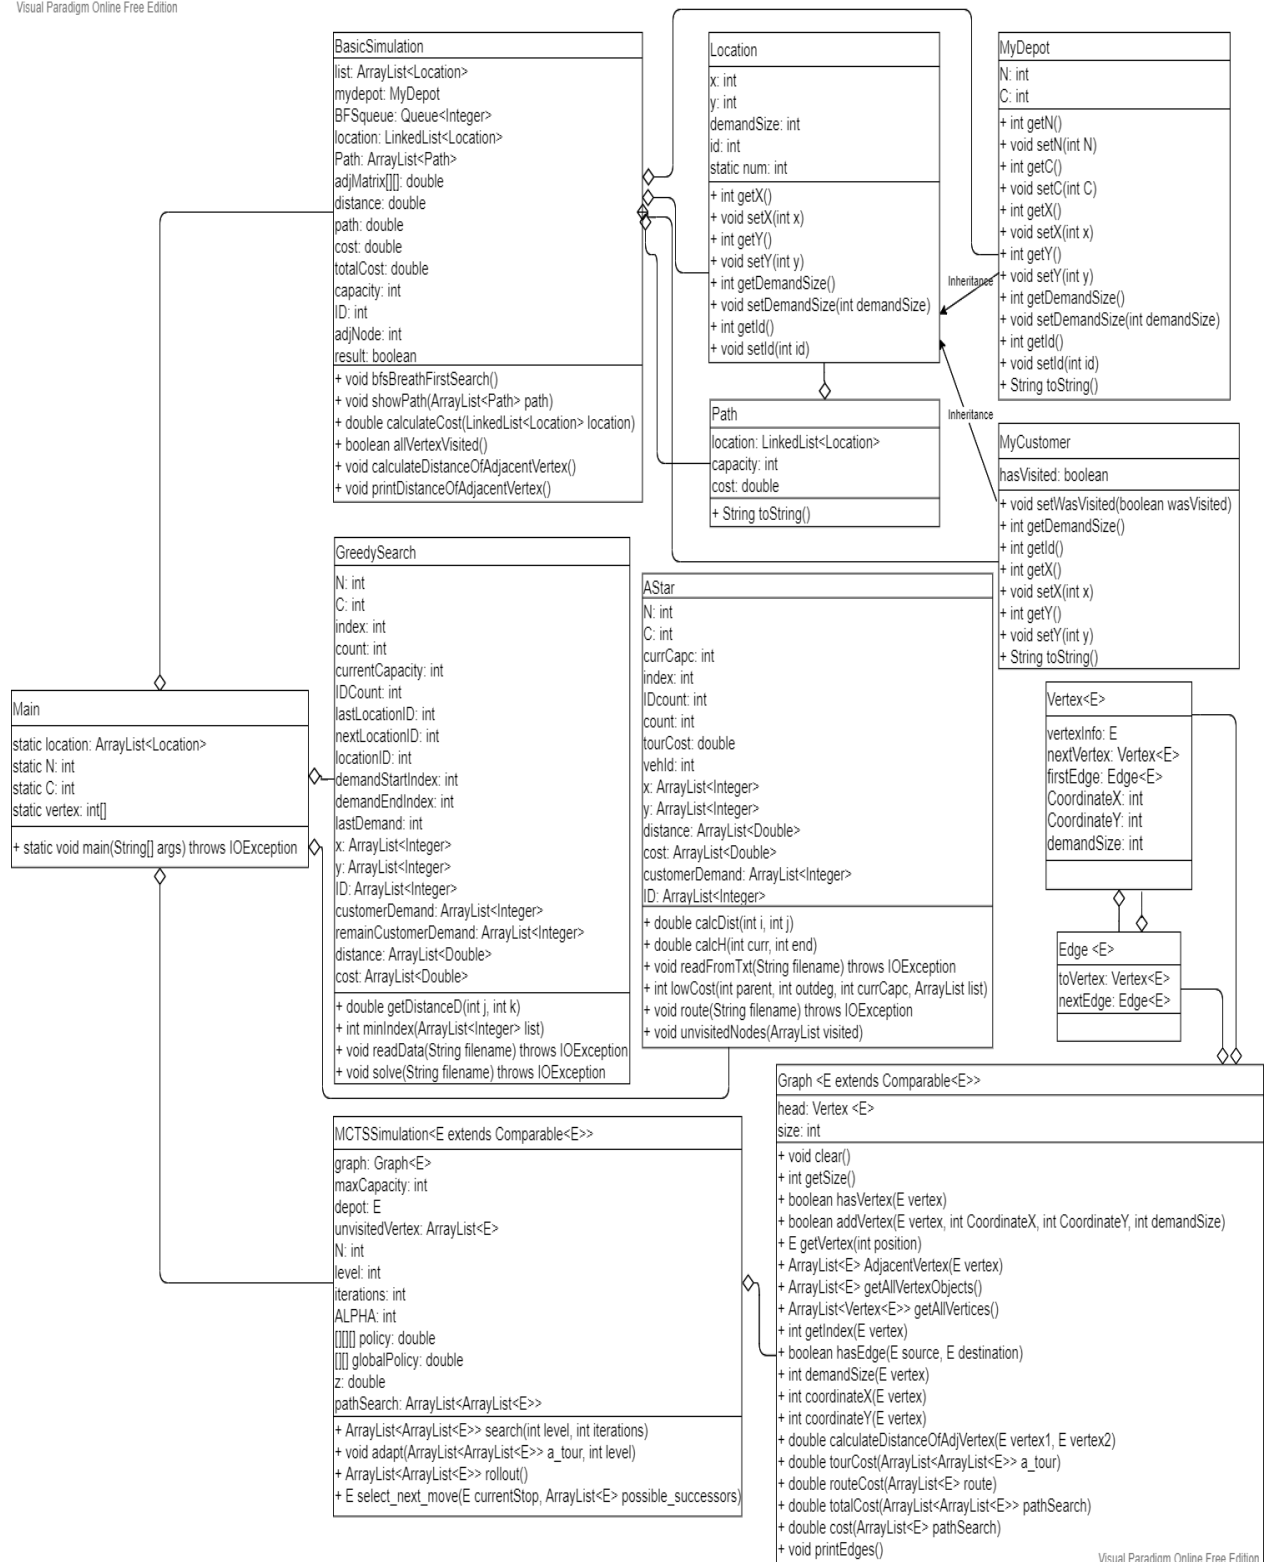 Visual Paradigm Online Free Edition
BasicSimulation
list: ArrayList<Location>
mydepot: MyDepot
BFSqueue: Queue<Integer>
location: LinkedList<Location>
Path: ArrayList<Path>
adjMatrix[][]: double
distance: double
path: double
cost: double
totalCost: double
capacity: int
ID: int
adjNode: int
result: boolean
+ void bfsBreathFirstSearch()
+ void showPath(ArrayList<Path> path)
+ double calculateCost(LinkedList<Location> location)
+ boolean allVertexVisited()
+ void calculateDistanceOfAdjacentVertex()
+ void printDistanceOfAdjacentVertex()
Location
x: int
y: int
demandSize: int
id: int
static num: int
+ int getX()
+ void setX(int x)
+ int getY()
+ void setY(int y)
+ int getDemandSize()
+ void setDemandSize(int demandSize)
+ int getId()
+ void setId(int id)
MyDepot
N: int
C: int
+ int getN()
+ void setN(int N)
+ int getC()
+ void setC(int C)
+ int getX()
+ void setX(int x)
+ int getY()
+ void setY(int y)
+ int getDemandSize()
+ void setDemandSize(int demandSize)
+ int getId()
+ void setId(int id)
+ String toString()
Inheritance
Inheritance
Path
location: LinkedList<Location>
capacity: int
cost: double
+ String toString()
MyCustomer
hasVisited: boolean
+ void setWasVisited(boolean wasVisited)
+ int getDemandSize()
+ int getId()
+ int getX()
+ void setX(int x)
+ int getY()
+ void setY(int y)
+ String toString()
GreedySearch
N: int
C: int
index: int
count: int
currentCapacity: int
IDCount: int
lastLocationID: int
nextLocationID: int
locationID: int
demandStartIndex: int
demandEndIndex: int
lastDemand: int
x: ArrayList<Integer>
y: ArrayList<Integer>
ID: ArrayList<Integer>
customerDemand: ArrayList<Integer>
remainCustomerDemand: ArrayList<Integer>
distance: ArrayList<Double>
cost: ArrayList<Double>
+ double getDistanceD(int j, int k)
+ int minIndex(ArrayList<Integer> list)
+ void readData(String filename) throws IOException
+ void solve(String filename) throws IOException
AStar
N: int
C: int
currCapc: int
index: int
IDcount: int
count: int
tourCost: double
vehId: int
x: ArrayList<Integer>
y: ArrayList<Integer>
distance: ArrayList<Double>
cost: ArrayList<Double>
customerDemand: ArrayList<Integer>
ID: ArrayList<Integer>
+ double calcDist(int i, int j)
+ double calcH(int curr, int end)
+ void readFromTxt(String filename) throws IOException
+ int lowCost(int parent, int outdeg, int currCapc, ArrayList list)
+ void route(String filename) throws IOException
+ void unvisitedNodes(ArrayList visited)
Main
static location: ArrayList<Location>
static N: int
static C: int
static vertex: int[]
+ static void main(String[] args) throws IOException
Vertex<E>
vertexInfo: E
nextVertex: Vertex<E>
firstEdge: Edge<E>
CoordinateX: int
CoordinateY: int
demandSize: int
Edge <E>
toVertex: Vertex<E>
nextEdge: Edge<E>
MCTSSimulation<E extends Comparable<E>>
graph: Graph<E>
maxCapacity: int
depot: E
unvisitedVertex: ArrayList<E>
N: int
level: int
iterations: int
ALPHA: int
[][][] policy: double
[][] globalPolicy: double
z: double
pathSearch: ArrayList<ArrayList<E>>
+ ArrayList<ArrayList<E>> search(int level, int iterations)
+ void adapt(ArrayList<ArrayList<E>> a_tour, int level)
+ ArrayList<ArrayList<E>> rollout()
+ E select_next_move(E currentStop, ArrayList<E> possible_successors)
Graph <E extends Comparable<E>>
head: Vertex <E>
size: int
+ void clear()
+ int getSize()
+ boolean hasVertex(E vertex)
+ boolean addVertex(E vertex, int CoordinateX, int CoordinateY, int demandSize)
+ E getVertex(int position)
+ ArrayList<E> AdjacentVertex(E vertex)
+ ArrayList<E> getAllVertexObjects()
+ ArrayList<Vertex<E>> getAllVertices()
+ int getIndex(E vertex)
+ boolean hasEdge(E source, E destination)
+ int demandSize(E vertex)
+ int coordinateX(E vertex)
+ int coordinateY(E vertex)
+ double calculateDistanceOfAdjVertex(E vertex1, E vertex2)
+ double tourCost(ArrayList<ArrayList<E>> a_tour)
+ double routeCost(ArrayList<E> route)
+ double totalCost(ArrayList<ArrayList<E>> pathSearch)
+ double cost(ArrayList<E> pathSearch)
+ void printEdges()
Visual Paradigm Online Free Edition